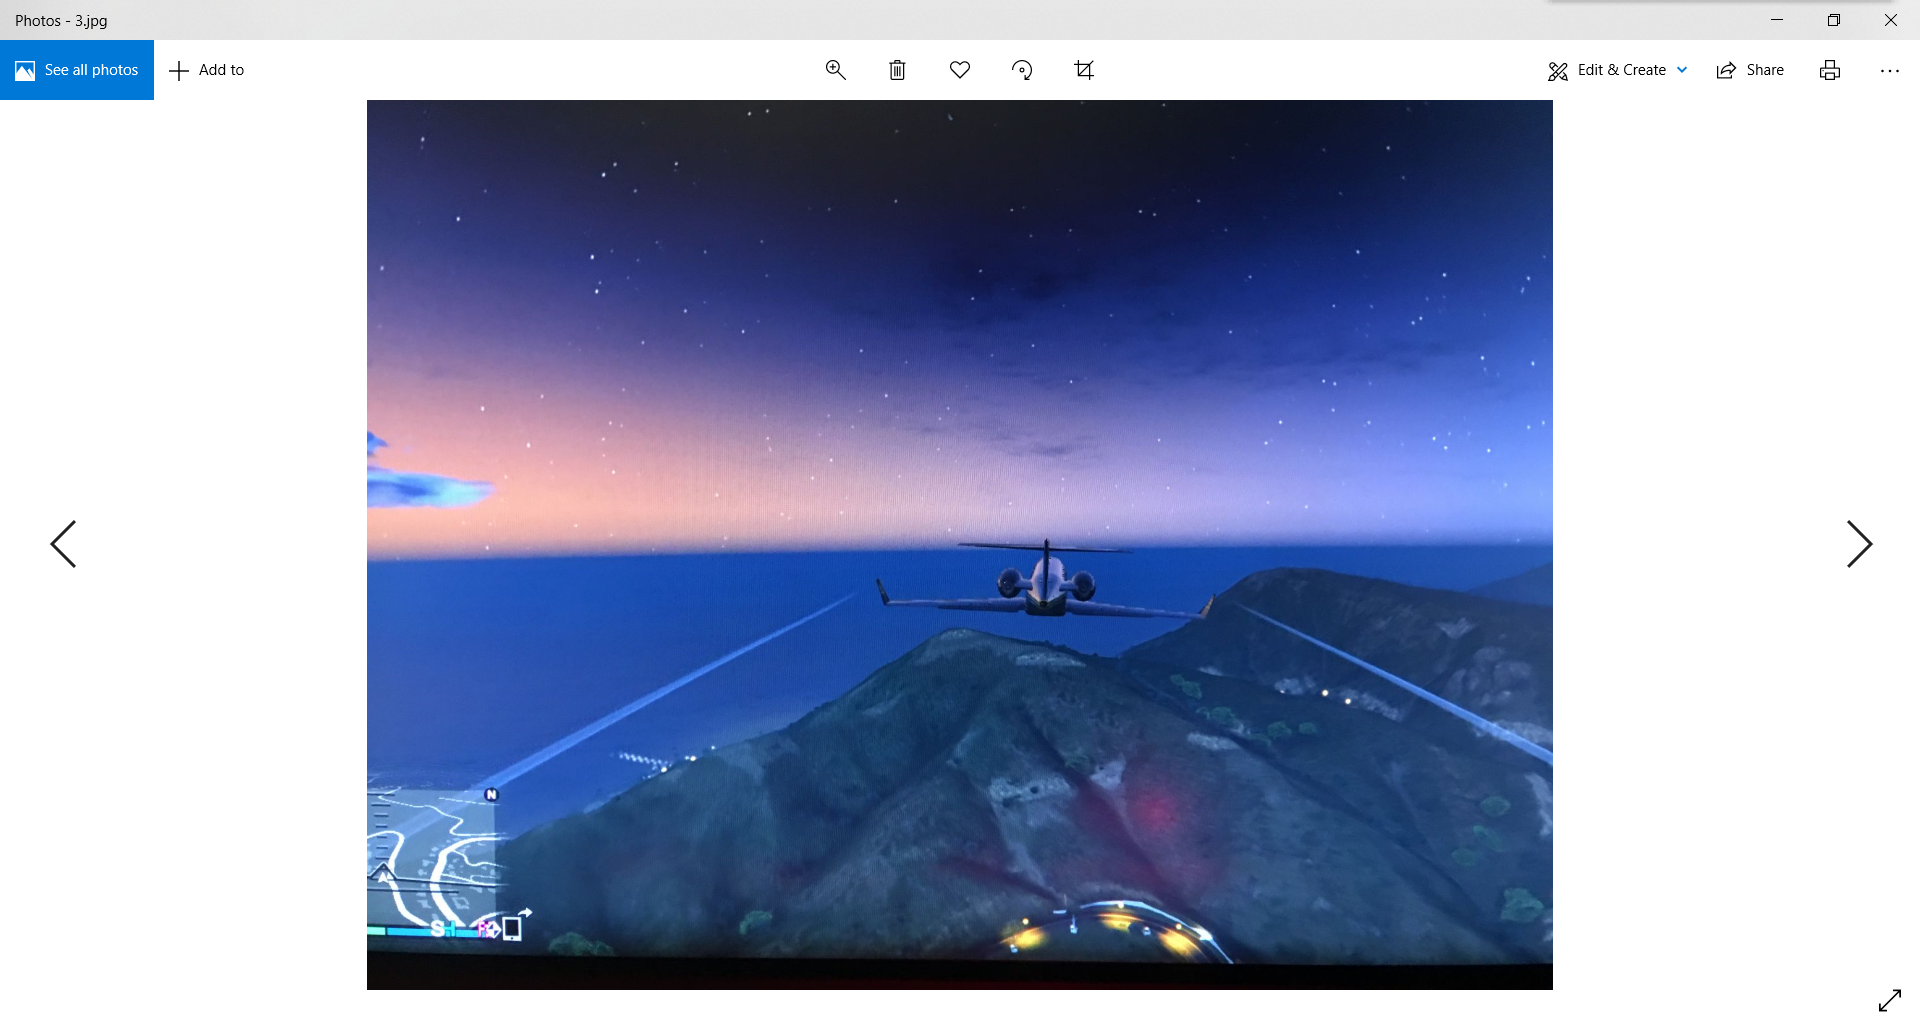 Photos - 3.jpg
See all photos
Add to
Edit & Create
Share
N